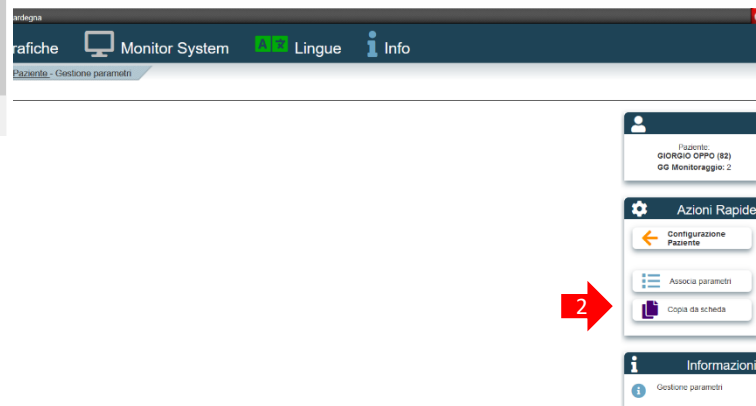 ardegna
rafiche Monitor System Lingue Info
Paziente - Gestione parametri
Paziente:
GIORGIO OPPO (82)
GG Monitoraggio: 2
Azioni Rapide
Configurazione
Paziente
Associa parametri
2
Copia da scheda
Informazioni
Gestione parametri